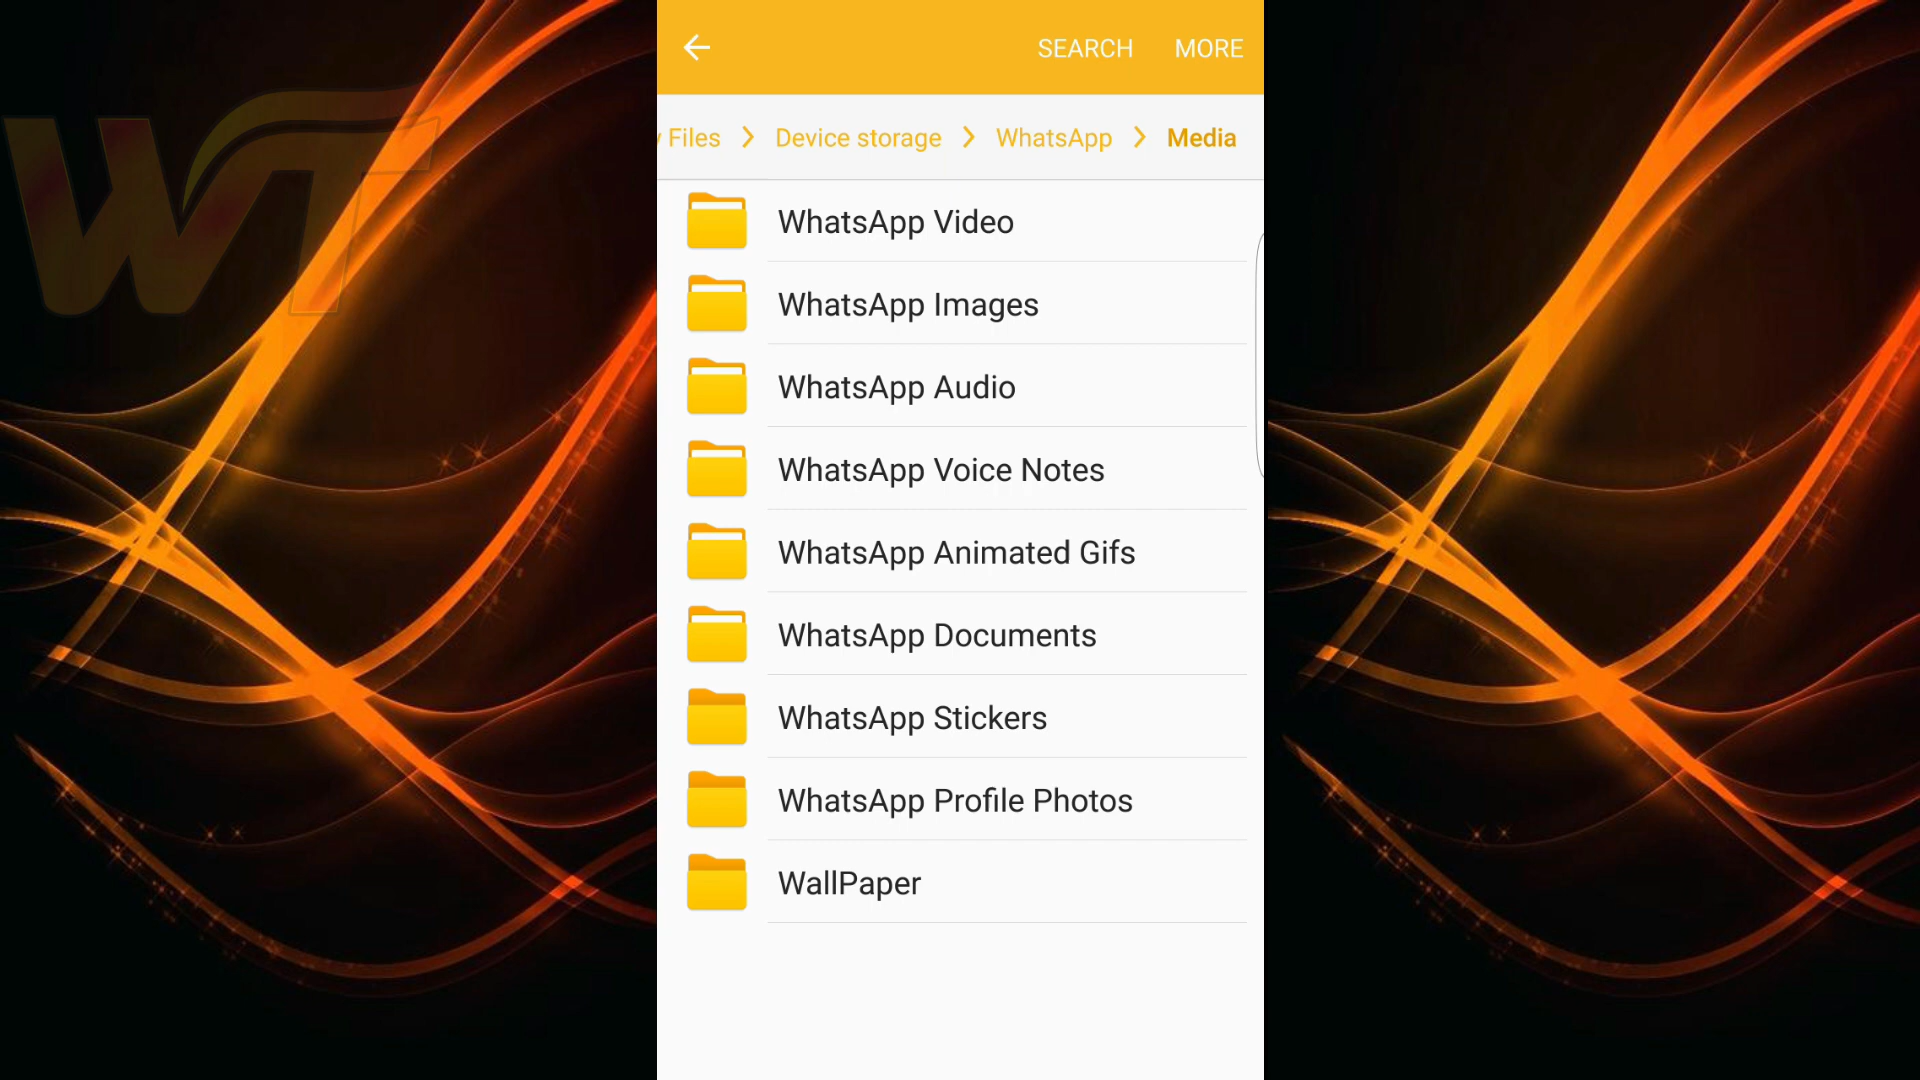 WT
SEARCH MORE
Files > Device storage > WhatsApp > Media
WhatsApp Video
WhatsApp Images
WhatsApp Audio
WhatsApp Voice Notes
WhatsApp Animated Gifs
WhatsApp Documents
WhatsApp Stickers
WhatsApp Profile Photos
WallPaper